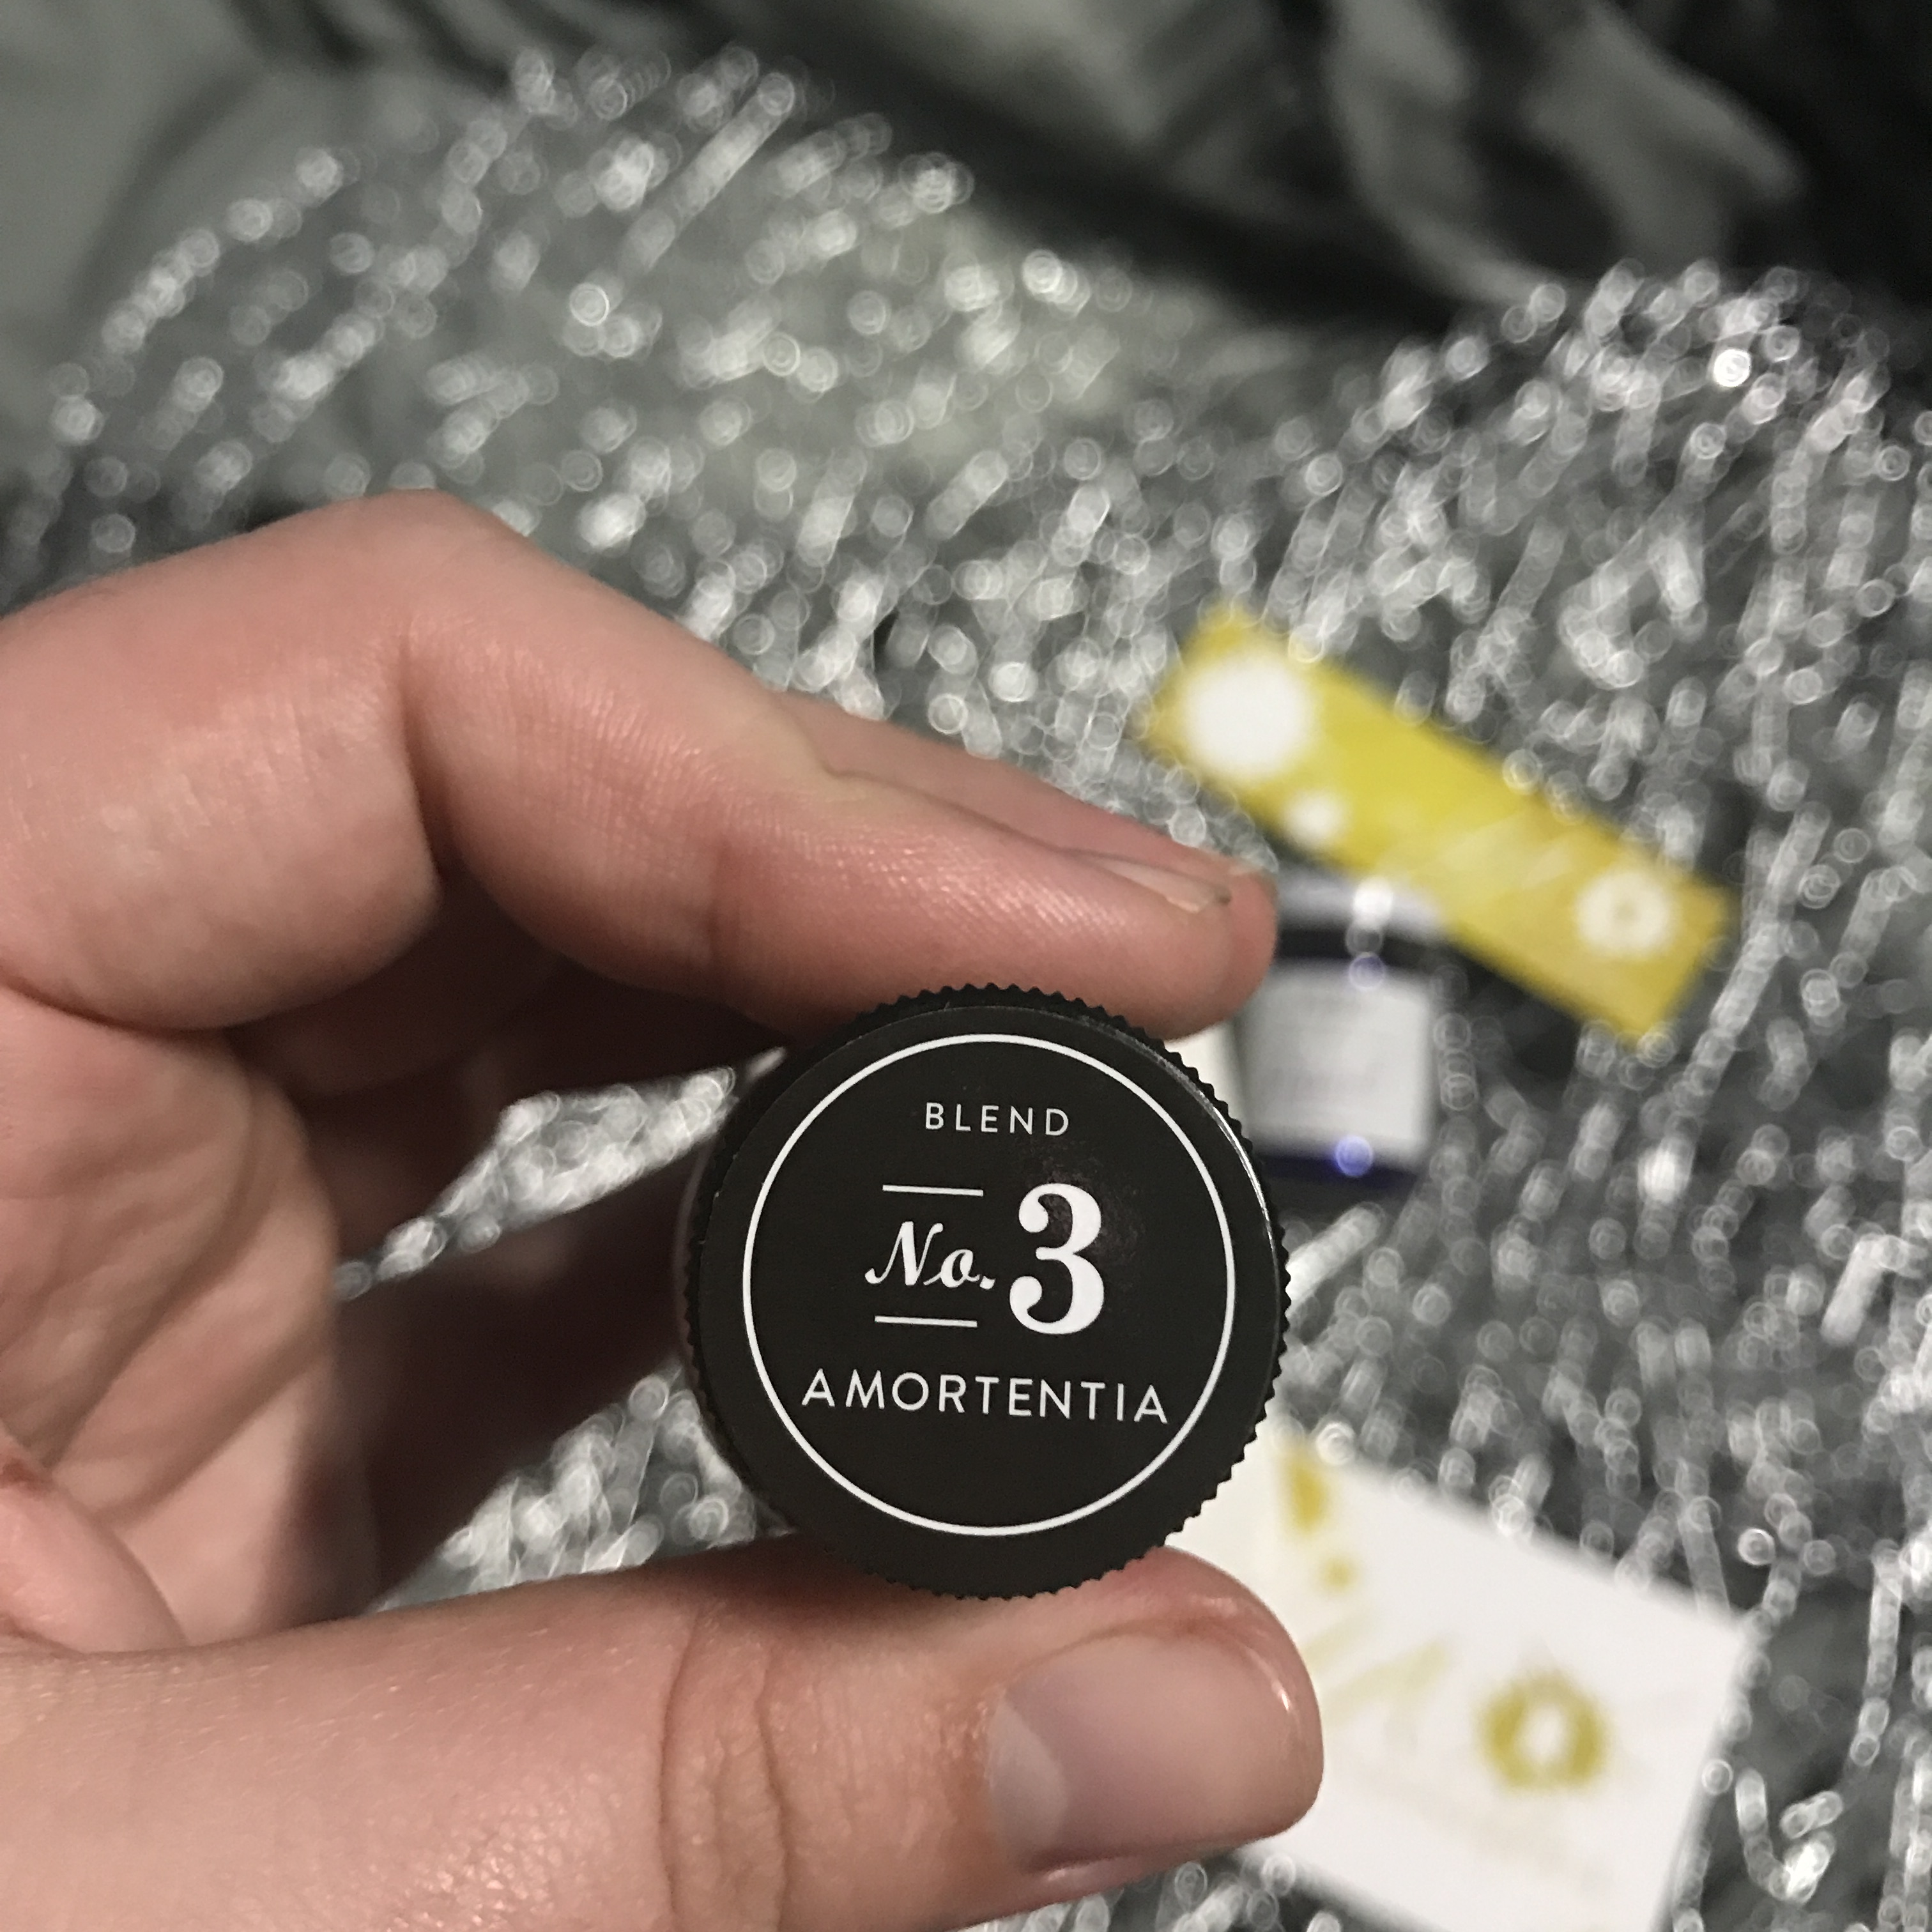 BLEND
No. 3
AMORTENTIA